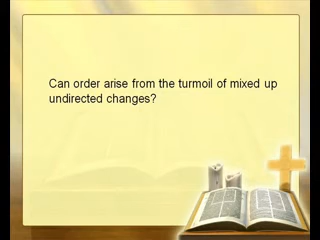 Can order arise from the turmoil of mixed up
undirected changes?